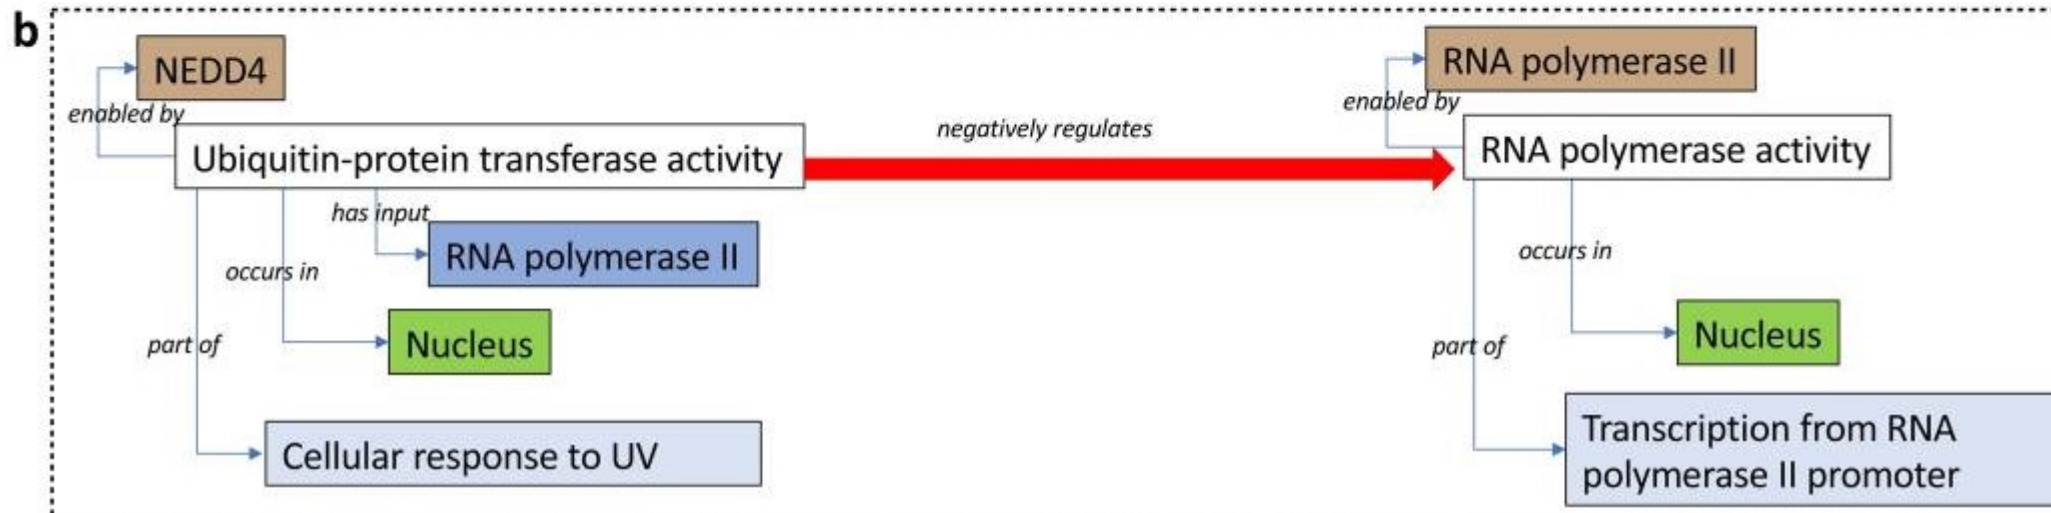 b
NEDD4
enabled by
Ubiquitin-protein transferase activity
has input
RNA polymerase II
occurs in
Nucleus
part of
Cellular response to UV
negatively regulates
RNA polymerase II
enabled by
RNA polymerase activity
occurs in
Nucleus
part of
Transcription from RNA
polymerase II promoter